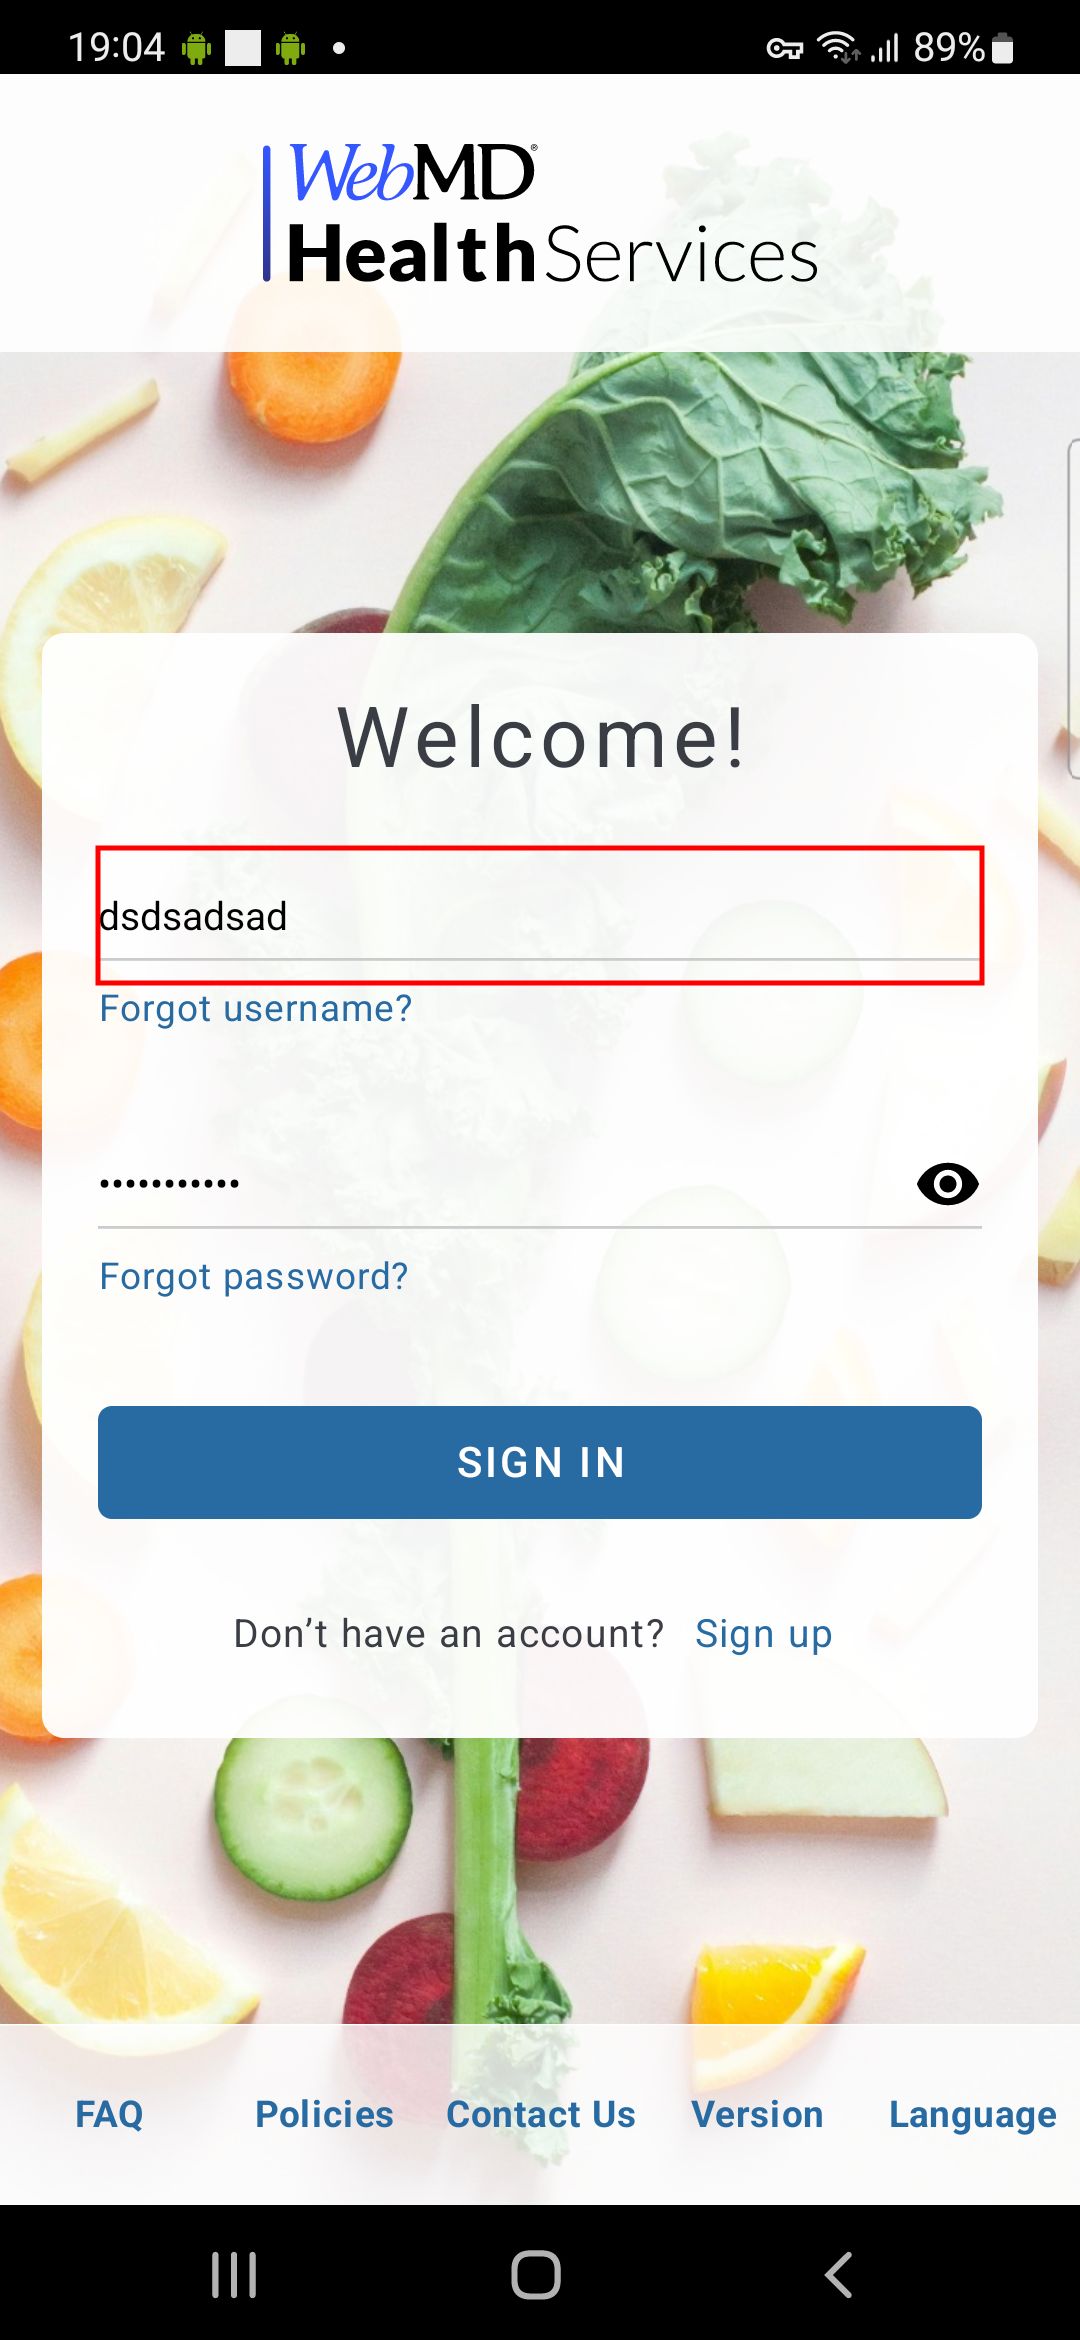 19:04 89%
WebMD®
HealthServices
Welcome!
dsdsadsad
Forgot username?
•••••••••••
Forgot password?
SIGN IN
Don’t have an account? Sign up
FAQ Policies Contact Us Version Language